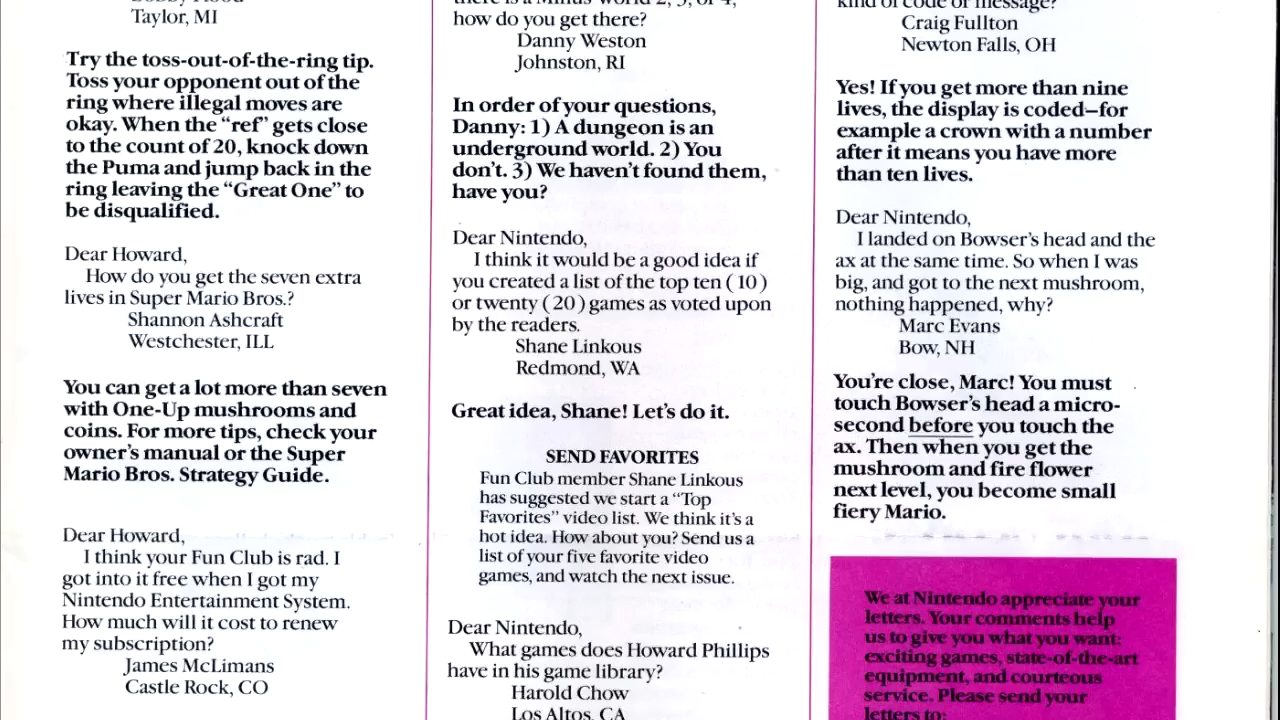 Taylor, MI
Try the toss-out-of-the-ring tip.
Toss your opponent out of the
ring where illegal moves are
okay. When the “ref” gets close
to the count of 20, knock down
the Puma and jump back in the
ring leaving the “Great One” to
be disqualified.
Dear Howard,
How do you get the seven extra
lives in Super Mario Bros.?
Shannon Ashcraft
Westchester, ILL
You can get a lot more than seven
with One-Up mushrooms and
coins. For more tips, check your
owner's manual or the Super
Mario Bros. Strategy Guide.
Dear Howard,
I think your Fun Club is rad. I
got into it free when I got my
Nintendo Entertainment System.
How much will it cost to renew
my subscription?
James McLimans
Castle Rock, CO
how do you get there?
Danny Weston
Johnston, RI
In order of your questions,
Danny: 1) A dungeon is an
underground world. 2) You
don't. 3) We haven't found them,
have you?
Dear Nintendo,
I think it would be a good idea if
you created a list of the top ten (10)
or twenty (20) games as voted upon
by the readers.
Shane Linkous
Redmond, WA
Great idea, Shane! Let's do it.
SEND FAVORITES
Fun Club member Shane Linkous
has suggested we start a “Top
Favorites” video list. We think it's a
hot idea. How about you? Send us a
list of your five favorite video
games, and watch the next issue.
Dear Nintendo,
What games does Howard Phillips
have in his game library?
Harold Chow
Los Altos, CA
kind of code or message?
Craig Fullton
Newton Falls, OH
Yes! If you get more than nine
lives, the display is coded–for
example a crown with a number
after it means you have more
than ten lives.
Dear Nintendo,
I landed on Bowser's head and the
ax at the same time. So when I was
big, and got to the next mushroom,
nothing happened, why?
Marc Evans
Bow, NH
You're close, Marc! You must
touch Bowser's head a micro-
second before you touch the
ax. Then when you get the
mushroom and fire flower
next level, you become small
fiery Mario.
We at Nintendo appreciate your
letters. Your comments help
us to give you what you want:
exciting games, state-of-the-art
equipment, and courteous
service. Please send your
letters to: